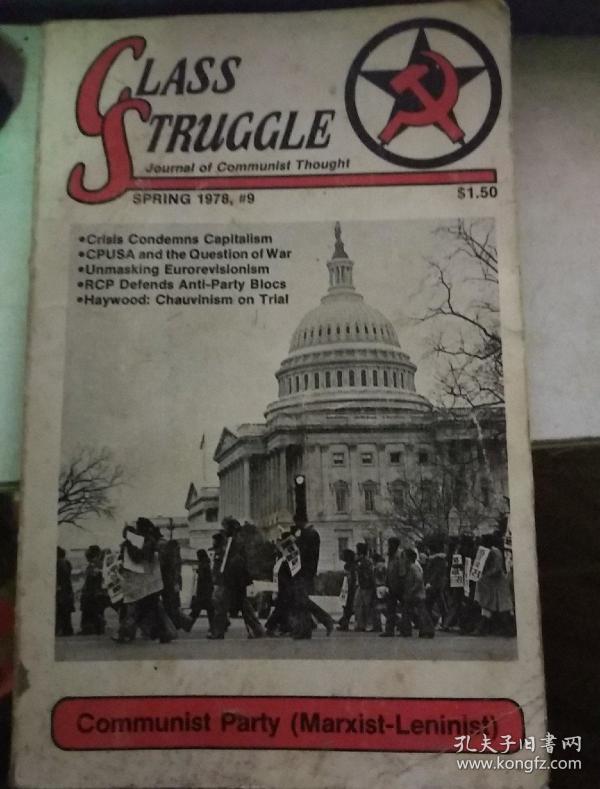 CLASS
STRUGGLE
Journal of Communist Thought
SPRING 1978, #9
$1.50
•Crisis Condemns Capitalism
•CPUSA and the Question of War
•Unmasking Eurorevisionism
•RCP Defends Anti-Party Blocs
•Haywood: Chauvinism on Trial
Communist Party (Marxist-Leninist)
孔夫子旧書网
www.kongfz.com